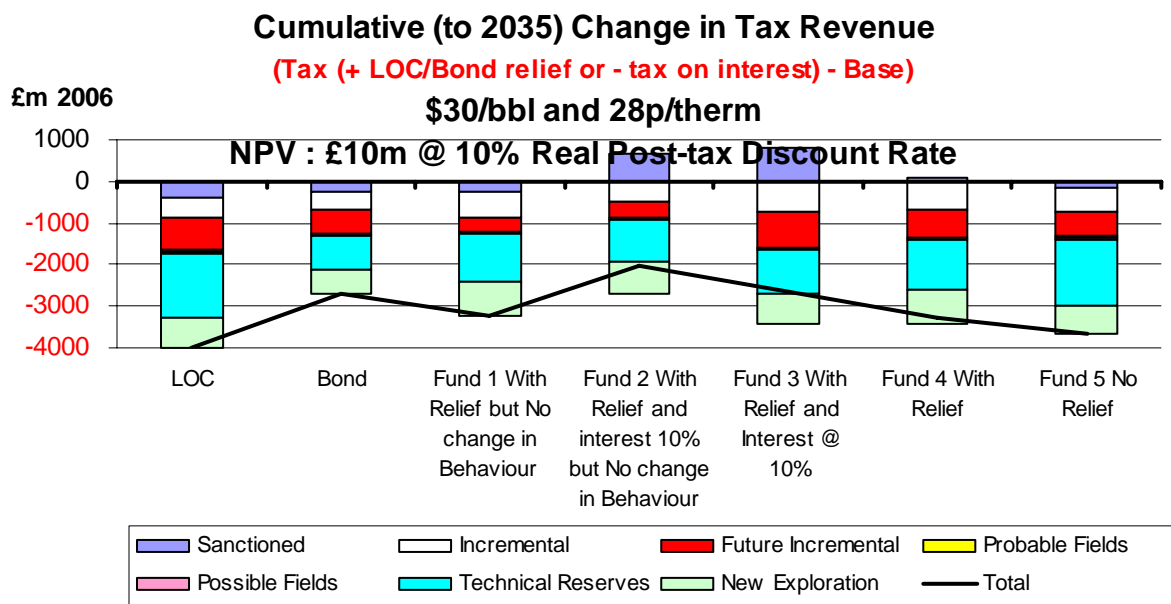 Cumulative (to 2035) Change in Tax Revenue
(Tax (+ LOC/Bond relief or - tax on interest) - Base)
£m 2006
$30/bbl and 28p/therm
NPV : £10m @ 10% Real Post-tax Discount Rate
1000
0
-1000
-2000
-3000
-4000
LOC
Bond
Fund 1 With
Relief but No
change in
Behaviour
Fund 2 With
Relief and
interest 10%
but No change
in Behaviour
Fund 3 With
Relief and
Interest @
10%
Fund 4 With
Relief
Fund 5 No
Relief
Sanctioned
Incremental
Future Incremental
Probable Fields
Possible Fields
Technical Reserves
New Exploration
Total